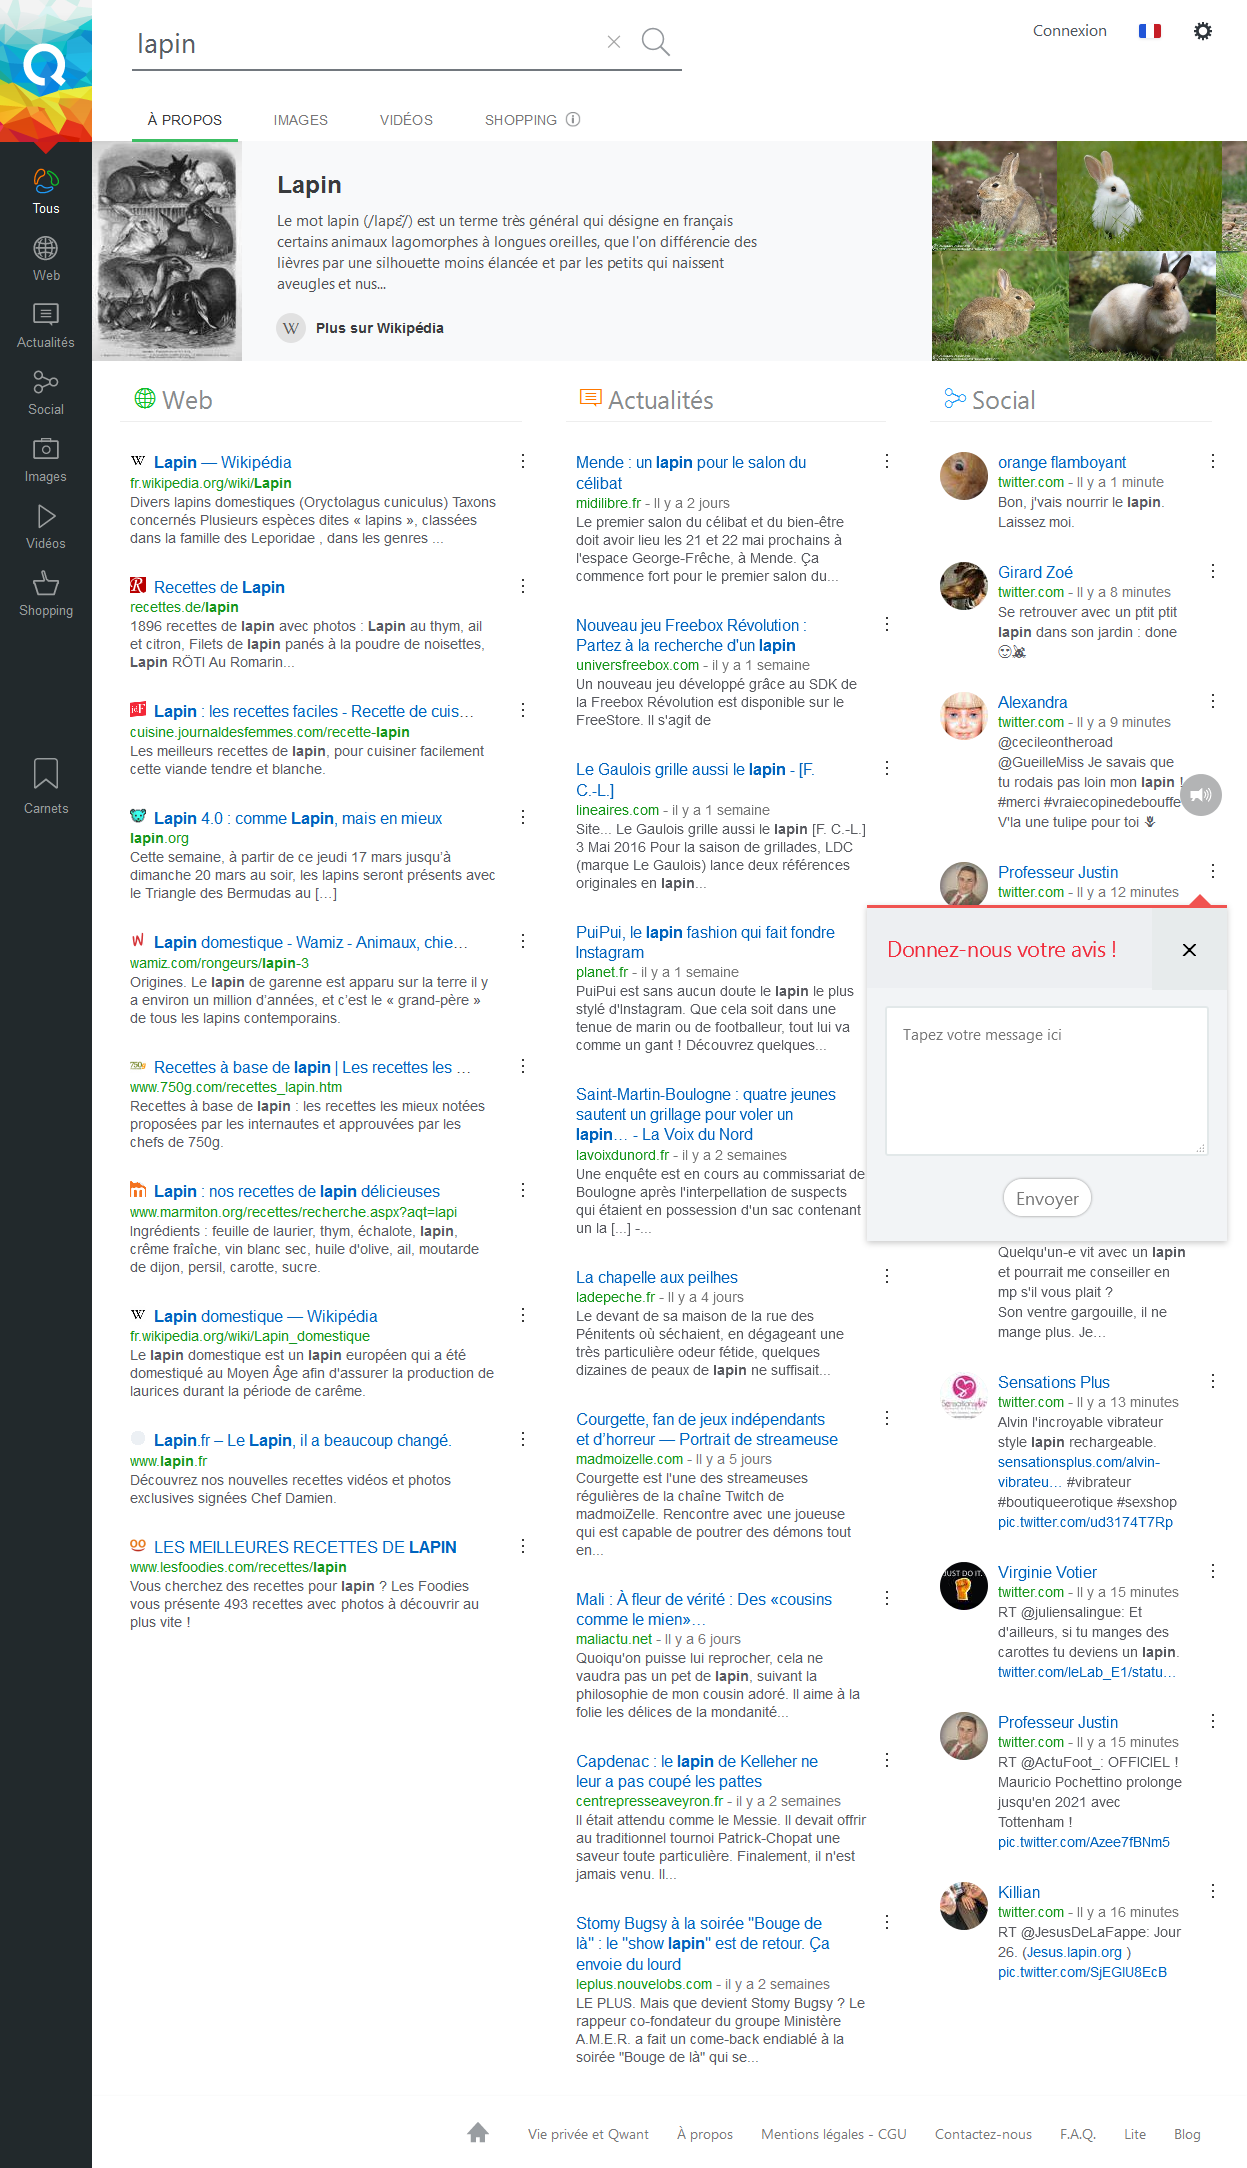 lapin
Connexion
À PROPOS
IMAGES
VIDÉOS
SHOPPING
Tous
Web
Actualités
Social
Images
Vidéos
Shopping
Carnets
Lapin
Le mot lapin (/lapɛ̃/) est un terme très général qui désigne en français
certains animaux lagomorphes à longues oreilles, que l'on différencie des
lièvres par une silhouette moins élancée et par les petits qui naissent
aveugles et nus...
W Plus sur Wikipédia
Web
W Lapin — Wikipédia
fr.wikipedia.org/wiki/Lapin
Divers lapins domestiques (Oryctolagus cuniculus) Taxons
concernés Plusieurs espèces dites « lapins », classées
dans la famille des Leporidae , dans les genres ...
R Recettes de Lapin
recettes.de/lapin
1896 recettes de lapin avec photos : Lapin au thym, ail
et citron, Filets de lapin panés à la poudre de noisettes,
Lapin RÖTI Au Romarin...
Lapin : les recettes faciles - Recette de cuis…
cuisine.journaldesfemmes.com/recette-lapin
Les meilleurs recettes de lapin, pour cuisiner facilement
cette viande tendre et blanche.
Lapin 4.0 : comme Lapin, mais en mieux
lapin.org
Cette semaine, à partir de ce jeudi 17 mars jusqu'à
dimanche 20 mars au soir, les lapins seront présents avec
le Triangle des Bermudas au […]
W Lapin domestique - Wamiz - Animaux, chie…
wamiz.com/rongeurs/lapin-3
Origines. Le lapin de garenne est apparu sur la terre il y
a environ un million d'années, et c'est le « grand-père »
de tous les lapins contemporains.
750g Recettes à base de lapin | Les recettes les …
www.750g.com/recettes_lapin.htm
Recettes à base de lapin : les recettes les mieux notées
proposées par les internautes et approuvées par les
chefs de 750g.
Lapin : nos recettes de lapin délicieuses
www.marmiton.org/recettes/recherche.aspx?aqt=lapi
Ingrédients : feuille de laurier, thym, échalote, lapin,
crème fraîche, vin blanc sec, huile d'olive, ail, moutarde
de dijon, persil, carotte, sucre.
W Lapin domestique — Wikipédia
fr.wikipedia.org/wiki/Lapin_domestique
Le lapin domestique est un lapin européen qui a été
domestiqué au Moyen Âge afin d'assurer la production de
laurices durant la période de carême.
Lapin.fr – Le Lapin, il a beaucoup changé.
www.lapin.fr
Découvrez nos nouvelles recettes vidéos et photos
exclusives signées Chef Damien.
LES MEILLEURES RECETTES DE LAPIN
www.lesfoodies.com/recettes/lapin
Vous cherchez des recettes pour lapin ? Les Foodies
vous présente 493 recettes avec photos à découvrir au
plus vite !
Actualités
Mende : un lapin pour le salon du
célibat
midilibre.fr - Il y a 2 jours
Le premier salon du célibat et du bien-être
doit avoir lieu les 21 et 22 mai prochains à
l'espace George-Frêche, à Mende. Ça
commence fort pour le premier salon du...
Nouveau jeu Freebox Révolution :
Partez à la recherche d'un lapin
universfreebox.com - il y a 1 semaine
Un nouveau jeu développé grâce au SDK de
la Freebox Révolution est disponible sur le
FreeStore. Il s'agit de
Le Gaulois grille aussi le lapin - [F.
C.-L.]
lineaires.com - il y a 1 semaine
Site... Le Gaulois grille aussi le lapin [F. C.-L.]
3 Mai 2016 Pour la saison de grillades, LDC
(marque Le Gaulois) lance deux références
originales en lapin...
PuiPui, le lapin fashion qui fait fondre
Instagram
planet.fr - il y a 1 semaine
PuiPui est sans aucun doute le lapin le plus
stylé d'Instagram. Que cela soit dans une
tenue de marin ou de footballeur, tout lui va
comme un gant ! Découvrez quelques...
Saint-Martin-Boulogne : quatre jeunes
sautent un grillage pour voler un
lapin… - La Voix du Nord
lavoixdunord.fr - il y a 2 semaines
Une enquête est en cours au commissariat de
Boulogne après l'interpellation de suspects
qui étaient en possession d'un sac contenant
un la [...] -...
La chapelle aux peilhes
ladepeche.fr - Il y a 4 jours
Le devant de sa maison de la rue des
Pénitents où séchaient, en dégageant une
très particulière odeur fétide, quelques
dizaines de peaux de lapin ne suffisait...
Courgette, fan de jeux indépendants
et d'horreur — Portrait de streameuse
madmoizelle.com - Il y a 5 jours
Courgette est l'une des streameuses
régulières de la chaîne Twitch de
madmoiZelle. Rencontre avec une joueuse
qui est capable de poutrer des démons tout
en...
Mali : À fleur de vérité : Des «cousins
comme le mien»…
maliactu.net - Il y a 6 jours
Quoiqu'on puisse lui reprocher, cela ne
vaudra pas un pet de lapin, suivant la
philosophie de mon cousin adoré. Il aime à la
folie les délices de la mondanité...
Capdenac : le lapin de Kelleher ne
leur a pas coupé les pattes
centrepresseaveyron.fr - il y a 2 semaines
Il était attendu comme le Messie. Il devait offrir
au traditionnel tournoi Patrick-Chopat une
saveur toute particulière. Finalement, il n'est
jamais venu. Il...
Stomy Bugsy à la soirée "Bouge de
là" : le "show lapin" est de retour. Ça
envoie du lourd
leplus.nouvelobs.com - il y a 2 semaines
LE PLUS. Mais que devient Stomy Bugsy ? Le
rappeur co-fondateur du groupe Ministère
A.M.E.R. a fait un come-back endiablé à la
soirée "Bouge de là" qui se...
Social
orange flamboyant
twitter.com - Il y a 1 minute
Bon, j'vais nourrir le lapin.
Laissez moi.
Girard Zoé
twitter.com - Il y a 8 minutes
Se retrouver avec un ptit ptit
lapin dans son jardin : done
Alexandra
twitter.com - Il y a 9 minutes
@cecileontheroad
@GueilleMiss Je savais que
tu rodais pas loin mon lapin !
#merci #vraiecopinedebouffe
V'la une tulipe pour toi
Professeur Justin
twitter.com - Il y a 12 minutes
Donnez-nous votre avis !
Tapez votre message ici
Envoyer
Quelqu'un-e vit avec un lapin
et pourrait me conseiller en
mp s'il vous plait ?
Son ventre gargouille, il ne
mange plus. Je…
Sensations Plus
twitter.com - Il y a 13 minutes
Alvin l'incroyable vibrateur
style lapin rechargeable.
sensationsplus.com/alvin-
vibrateu… #vibrateur
#boutiqueerotique #sexshop
pic.twitter.com/ud3174T7Rp
JUST DO IT.
Virginie Votier
twitter.com - Il y a 15 minutes
RT @juliensalingue: Et
d'ailleurs, si tu manges des
carottes tu deviens un lapin.
twitter.com/leLab_E1/statu…
Professeur Justin
twitter.com - Il y a 15 minutes
RT @ActuFoot_: OFFICIEL !
Mauricio Pochettino prolonge
jusqu'en 2021 avec
Tottenham !
pic.twitter.com/Azee7fBNm5
Killian
twitter.com - Il y a 16 minutes
RT @JesusDeLaFappe: Jour
26. (Jesus.lapin.org )
pic.twitter.com/SjEGlU8EcB
Vie privée et Qwant
À propos
Mentions légales - CGU
Contactez-nous
F.A.Q.
Lite
Blog